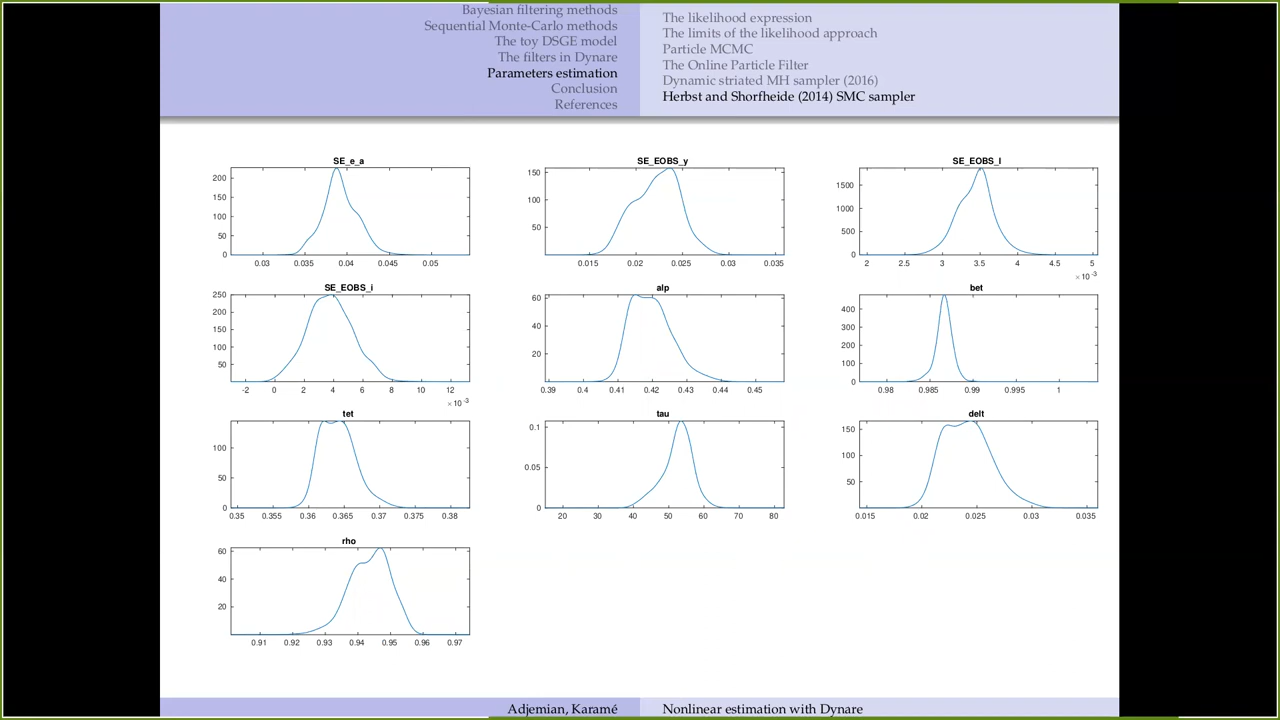 Bayesian filtering methods
Sequential Monte-Carlo methods
The toy DSGE model
The filters in Dynare
Parameters estimation
Conclusion
References
The likelihood expression
The limits of the likelihood approach
Particle MCMC
The Online Particle Filter
Dynamic striated MH sampler (2016)
Herbst and Shorfheide (2014) SMC sampler
SE_e_a
200
150
100
50
0
0.03 0.035 0.04 0.045 0.05
SE_EOBS_y
150
100
50
0.015 0.02 0.025 0.03 0.035
SE_EOBS_l
1500
1000
500
0
2 2.5 3 3.5 4 4.5 5
×10⁻³
SE_EOBS_i
250
200
150
100
50
-2 0 2 4 6 8 10 12
×10⁻³
alp
60
40
20
0.39 0.4 0.41 0.42 0.43 0.44 0.45
bet
400
300
200
100
0
0.98 0.985 0.99 0.995 1
tet
100
50
0
0.35 0.355 0.36 0.365 0.37 0.375 0.38
tau
0.1
0.05
0
20 30 40 50 60 70 80
delt
150
100
50
0.015 0.02 0.025 0.03 0.035
rho
60
40
20
0.91 0.92 0.93 0.94 0.95 0.96 0.97
Adjemian, Karamé
Nonlinear estimation with Dynare